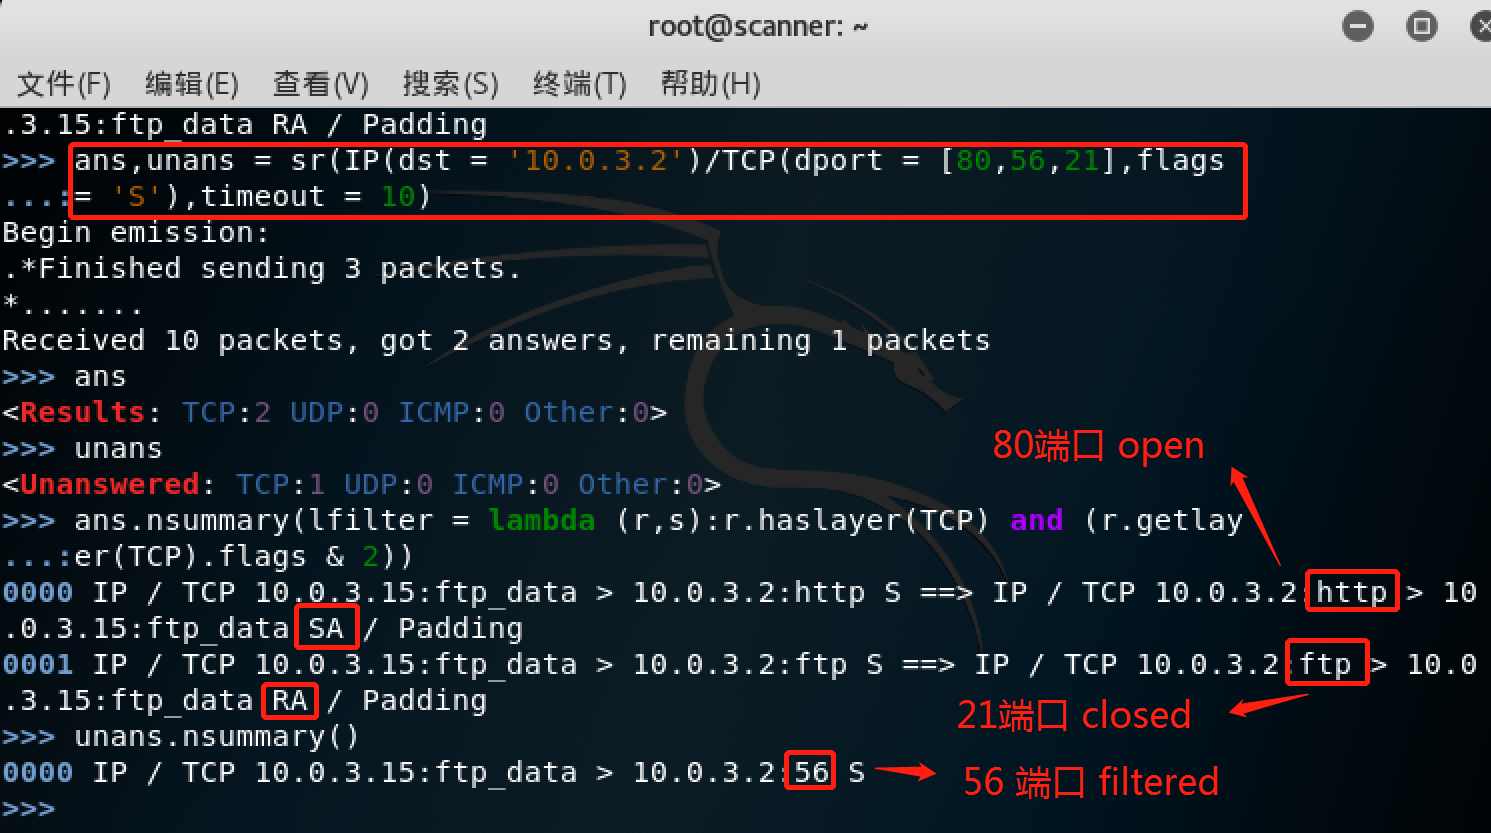 root@scanner: ~
文件(F) 编辑(E) 查看(V) 搜索(S) 终端(T) 帮助(H)
.3.15:ftp_data RA / Padding
>>> ans,unans = sr(IP(dst = '10.0.3.2')/TCP(dport = [80,56,21],flags
...:= 'S'),timeout = 10)
Begin emission:
.*Finished sending 3 packets.
*.......
Received 10 packets, got 2 answers, remaining 1 packets
>>> ans
<Results: TCP:2 UDP:0 ICMP:0 Other:0>
>>> unans
80端口 open
<Unanswered: TCP:1 UDP:0 ICMP:0 Other:0>
>>> ans.nsummary(lfilter = lambda (r,s):r.haslayer(TCP) and (r.getlay
...:er(TCP).flags & 2))
0000 IP / TCP 10.0.3.15:ftp_data > 10.0.3.2:http S ==> IP / TCP 10.0.3.2:http > 10
.0.3.15:ftp_data SA / Padding
0001 IP / TCP 10.0.3.15:ftp_data > 10.0.3.2:ftp S ==> IP / TCP 10.0.3.2:ftp > 10.0
.3.15:ftp_data RA / Padding
21端口 closed
>>> unans.nsummary()
0000 IP / TCP 10.0.3.15:ftp_data > 10.0.3.2:56 S
56 端口 filtered
>>>